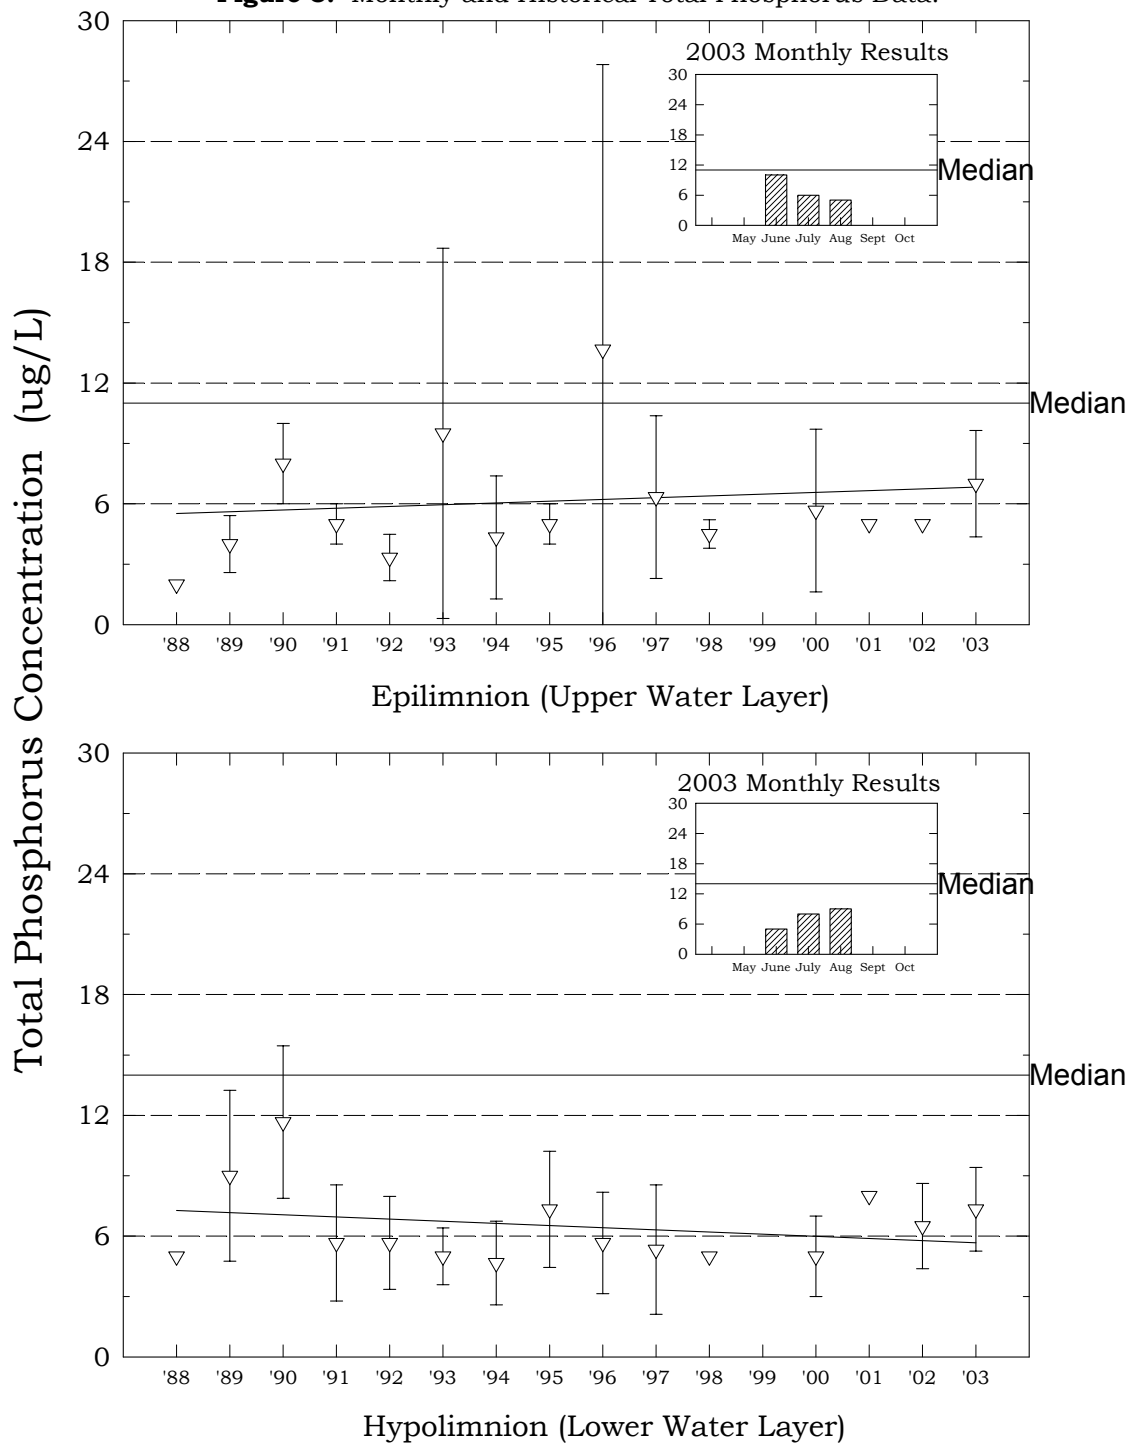 Figure 3. Monthly and Historical Total Phosphorus Data.
Total Phosphorus Concentration (ug/L)
30
24
18
12
6
0
Median
'88 '89 '90 '91 '92 '93 '94 '95 '96 '97 '98 '99 '00 '01 '02 '03
Epilimnion (Upper Water Layer)
2003 Monthly Results
30
24
18
12
6
0
Median
May June July Aug Sept Oct
30
24
18
12
6
0
Median
'88 '89 '90 '91 '92 '93 '94 '95 '96 '97 '98 '99 '00 '01 '02 '03
Hypolimnion (Lower Water Layer)
2003 Monthly Results
30
24
18
12
6
0
Median
May June July Aug Sept Oct